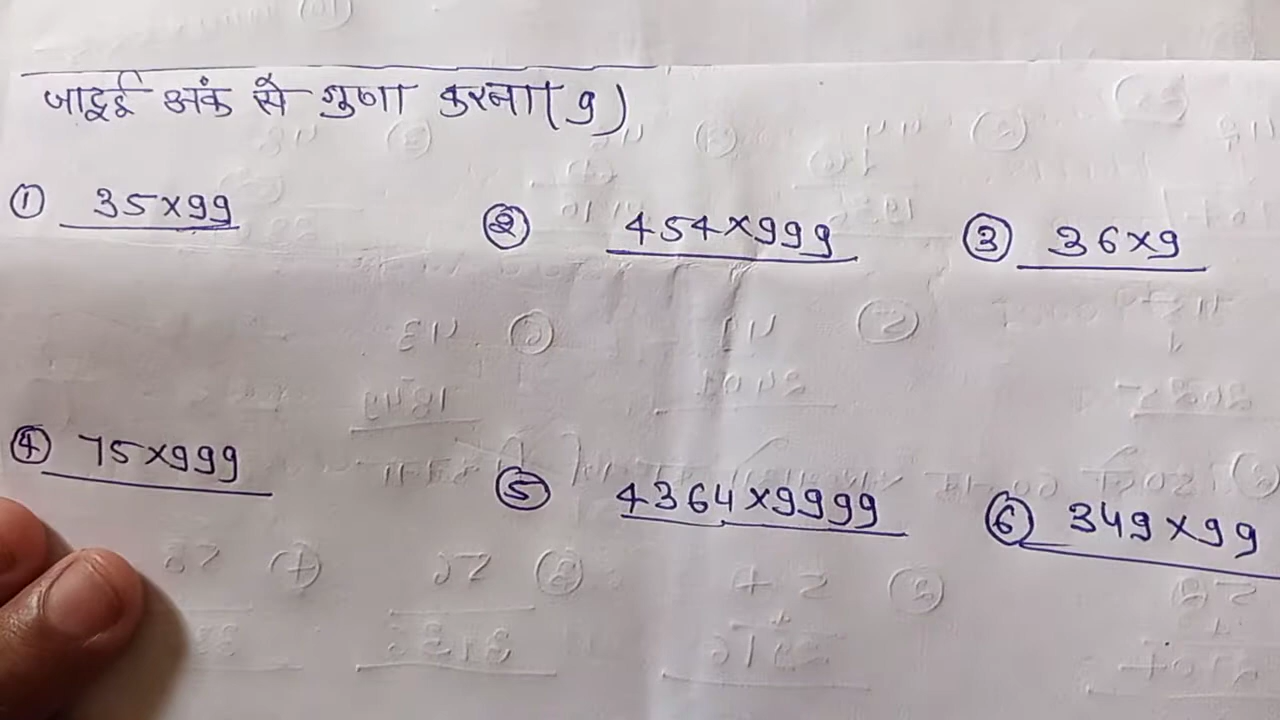 जादुई अंक से गुणा करना (9)
① 35×99 ② 454×999 ③ 36×9
④ 75×999 ⑤ 4364×9999 ⑥ 349×99